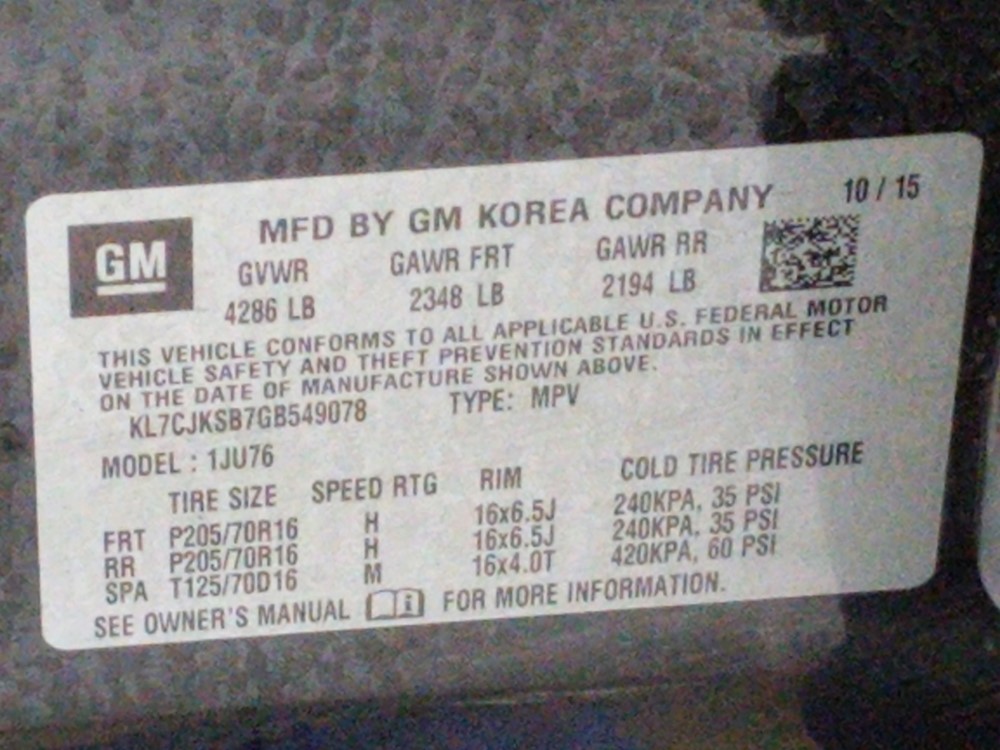 MFD BY GM KOREA COMPANY 10 / 15
GM
GVWR GAWR FRT GAWR RR
4286 LB 2348 LB 2194 LB
THIS VEHICLE CONFORMS TO ALL APPLICABLE U.S. FEDERAL MOTOR
VEHICLE SAFETY AND THEFT PREVENTION STANDARDS IN EFFECT
ON THE DATE OF MANUFACTURE SHOWN ABOVE.
KL7CJKSB7GB549078 TYPE: MPV
MODEL : 1JU76
TIRE SIZE SPEED RTG RIM COLD TIRE PRESSURE
FRT P205/70R16 H 16x6.5J 240KPA, 35 PSI
RR P205/70R16 H 16x6.5J 240KPA, 35 PSI
SPA T125/70D16 M 16x4.0T 420KPA, 60 PSI
SEE OWNER'S MANUAL i FOR MORE INFORMATION.